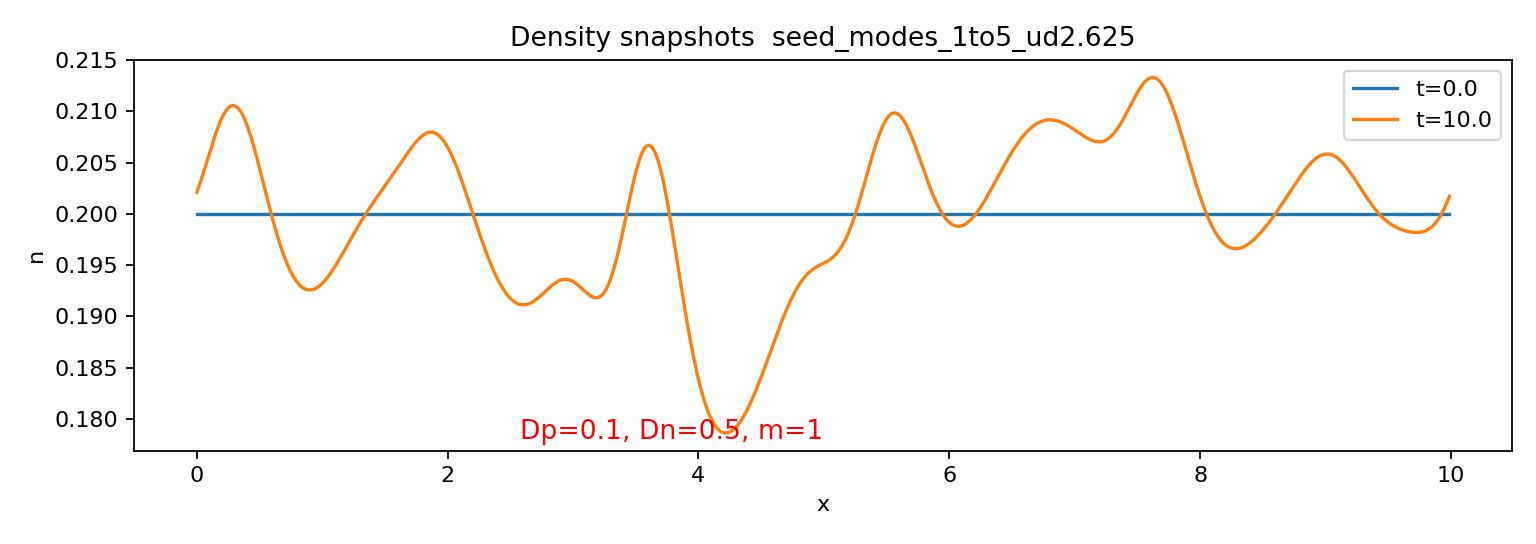 Density snapshots  seed_modes_1to5_ud2.625
0.215
0.210
0.205
0.200
0.195
0.190
0.185
0.180
n
t=0.0
t=10.0
Dp=0.1, Dn=0.5, m=1
0 2 4 6 8 10
x